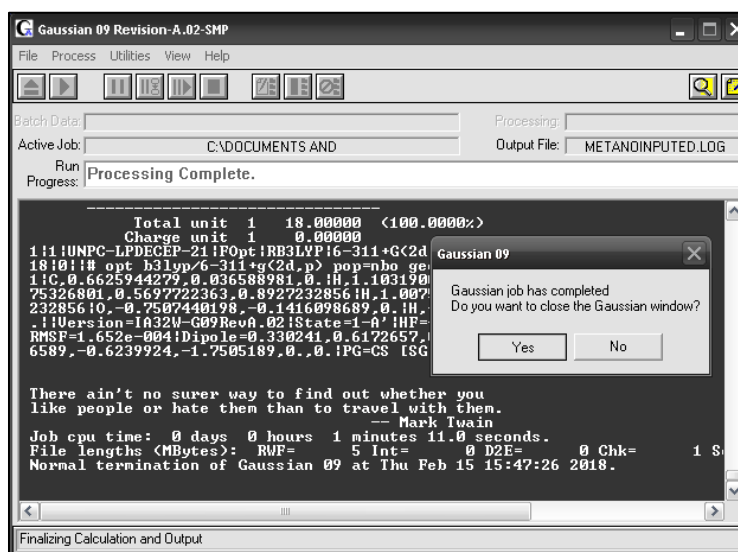 Gaussian 09 Revision-A.02-SMP
File Process Utilities View Help
Batch Data:
Processing:
Active Job: C:\DOCUMENTS AND
Output File: METANOINPUTED.LOG
Run Progress: Processing Complete.
Total unit 1 18.00000 (100.0000%)
Charge unit 1 0.00000
1|1|UNPC-LPDECEP-21|FOpt|RB3LYP|6-311+G(2d
18|0||# opt b3lyp/6-311+g(2d,p) pop=nbo ge
1|C,0.6625944279,0.036588981,0.|H,1.103190
75326801,0.5697722363,0.8927232856|H,1.007
232856|O,-0.7507440198,-0.1416098689,0.|H,
.||Version=IA32W-G09RevA.02|State=1-A'|HF=
RMSF=1.652e-004|Dipole=0.330241,0.6172657,
6589,-0.6239924,-1.7505189,0.,0.|PG=CS [SG
Gaussian 09
Gaussian job has completed
Do you want to close the Gaussian window?
Yes
No
There ain't no surer way to find out whether you
like people or hate them than to travel with them.
-- Mark Twain
Job cpu time: 0 days 0 hours 1 minutes 11.0 seconds.
File lengths (MBytes): RWF= 5 Int= 0 D2E= 0 Chk= 1 S
Normal termination of Gaussian 09 at Thu Feb 15 15:47:26 2018.
Finalizing Calculation and Output